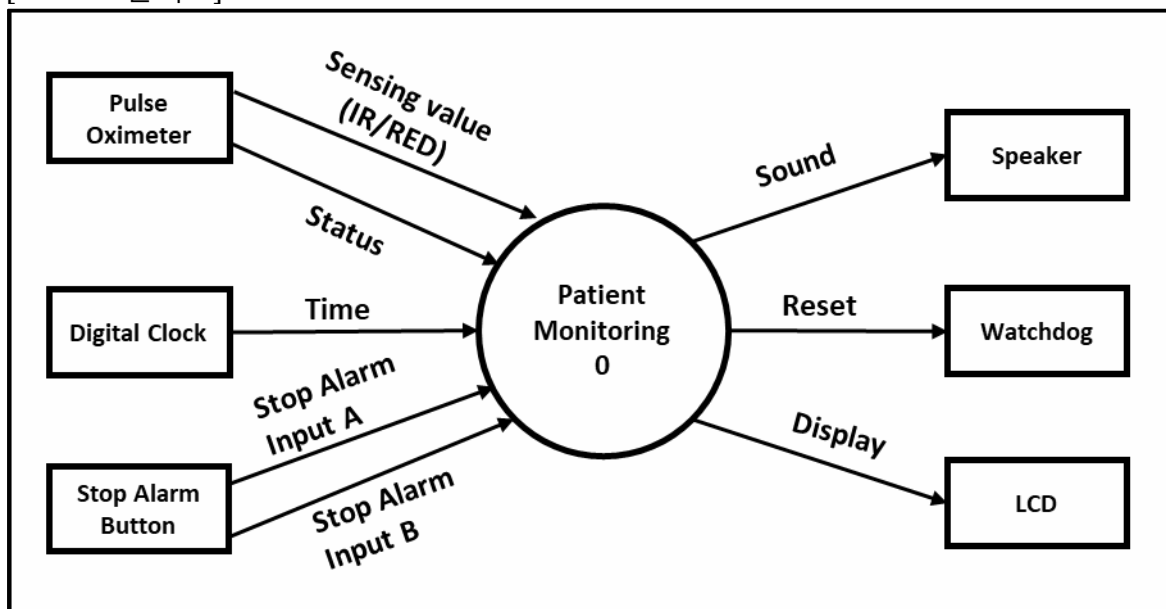 Pulse
Oximeter
Sensing value
(IR/RED)
Status
Digital Clock
Time
Stop Alarm
Button
Stop Alarm
Input A
Stop Alarm
Input B
Patient
Monitoring
0
Sound
Speaker
Reset
Watchdog
Display
LCD